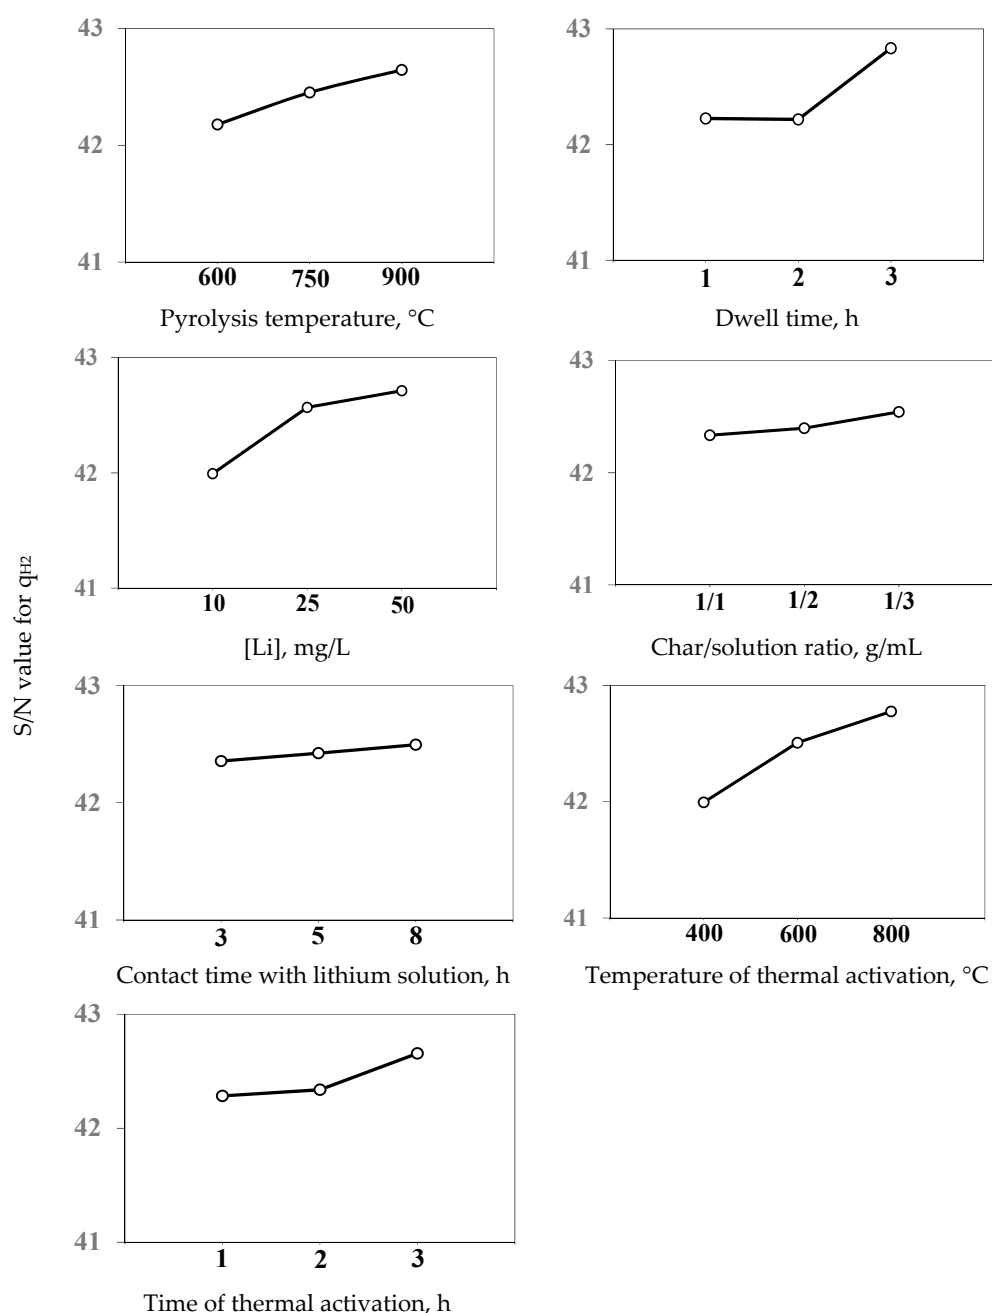 S/N value for qH2
43
42
41
600 750 900
Pyrolysis temperature, °C
43
42
41
1 2 3
Dwell time, h
43
42
41
10 25 50
[Li], mg/L
43
42
41
1/1 1/2 1/3
Char/solution ratio, g/mL
43
42
41
3 5 8
Contact time with lithium solution, h
43
42
41
400 600 800
Temperature of thermal activation, °C
43
42
41
1 2 3
Time of thermal activation, h